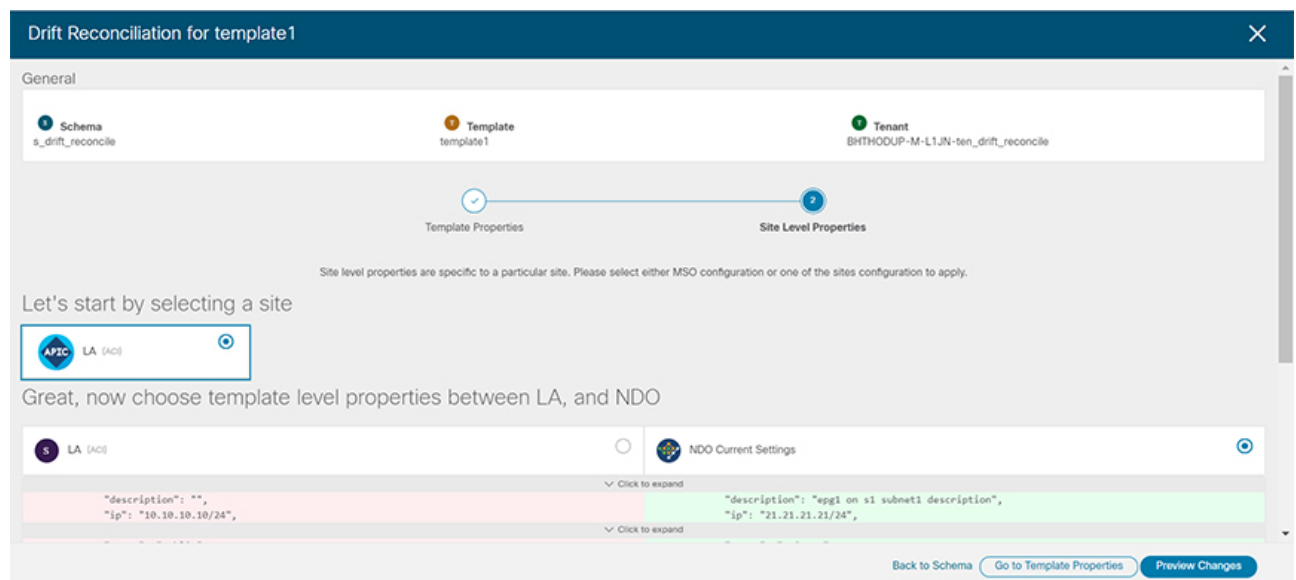 Drift Reconciliation for template1
General
S Schema
s_drift_reconcile
T Template
template1
T Tenant
BHTHODUP-M-L1JN-ten_drift_reconcile
2
Template Properties
Site Level Properties
Site level properties are specific to a particular site. Please select either MSO configuration or one of the sites configuration to apply.
Let's start by selecting a site
APIC LA (ACI)
Great, now choose template level properties between LA, and NDO
S LA (ACI)
NDO Current Settings
Click to expand
"description": "",
"ip": "10.10.10.10/24",
"description": "epg1 on s1 subnet1 description",
"ip": "21.21.21.21/24",
Click to expand
Back to Schema Go to Template Properties Preview Changes